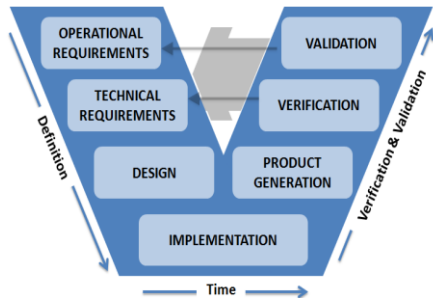 OPERATIONAL
REQUIREMENTS
VALIDATION
TECHNICAL
REQUIREMENTS
VERIFICATION
DESIGN
PRODUCT
GENERATION
IMPLEMENTATION
Definition
Verification & Validation
Time